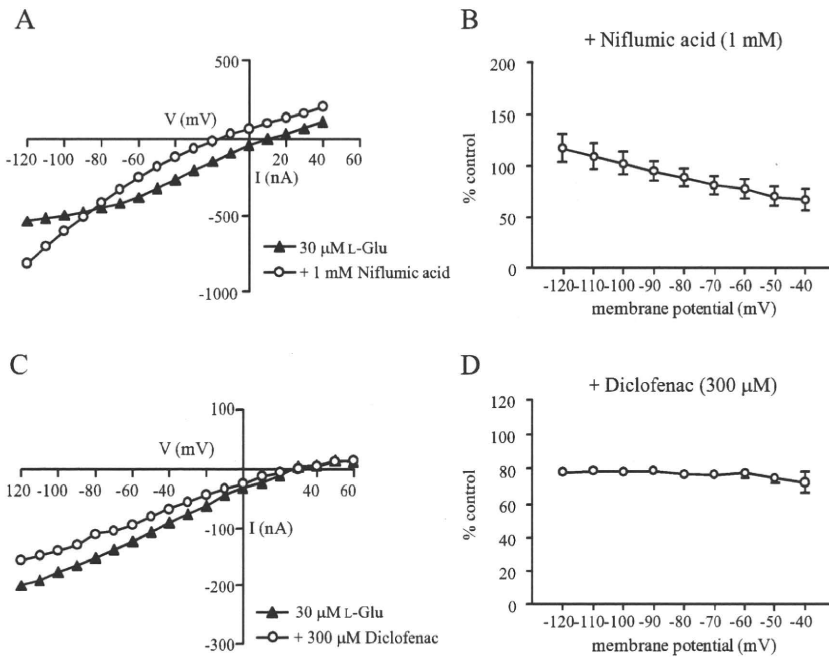 A
500
V (mV)
-120 -100 -80 -60 -40 -20 0 20 40 60
I (nA)
-500
-1000
30 μM L-Glu
+ 1 mM Niflumic acid
B
+ Niflumic acid (1 mM)
200
150
100
50
0
% control
-120 -110 -100 -90 -80 -70 -60 -50 -40
membrane potential (mV)
C
100
V (mV)
120 -100 -80 -60 -40 -20 0 40 60
I (nA)
-100
-200
-300
30 μM L-Glu
+ 300 μM Diclofenac
D
+ Diclofenac (300 μM)
120
100
80
60
40
20
0
% control
-120 -110 -100 -90 -80 -70 -60 -50 -40
membrane potential (mV)